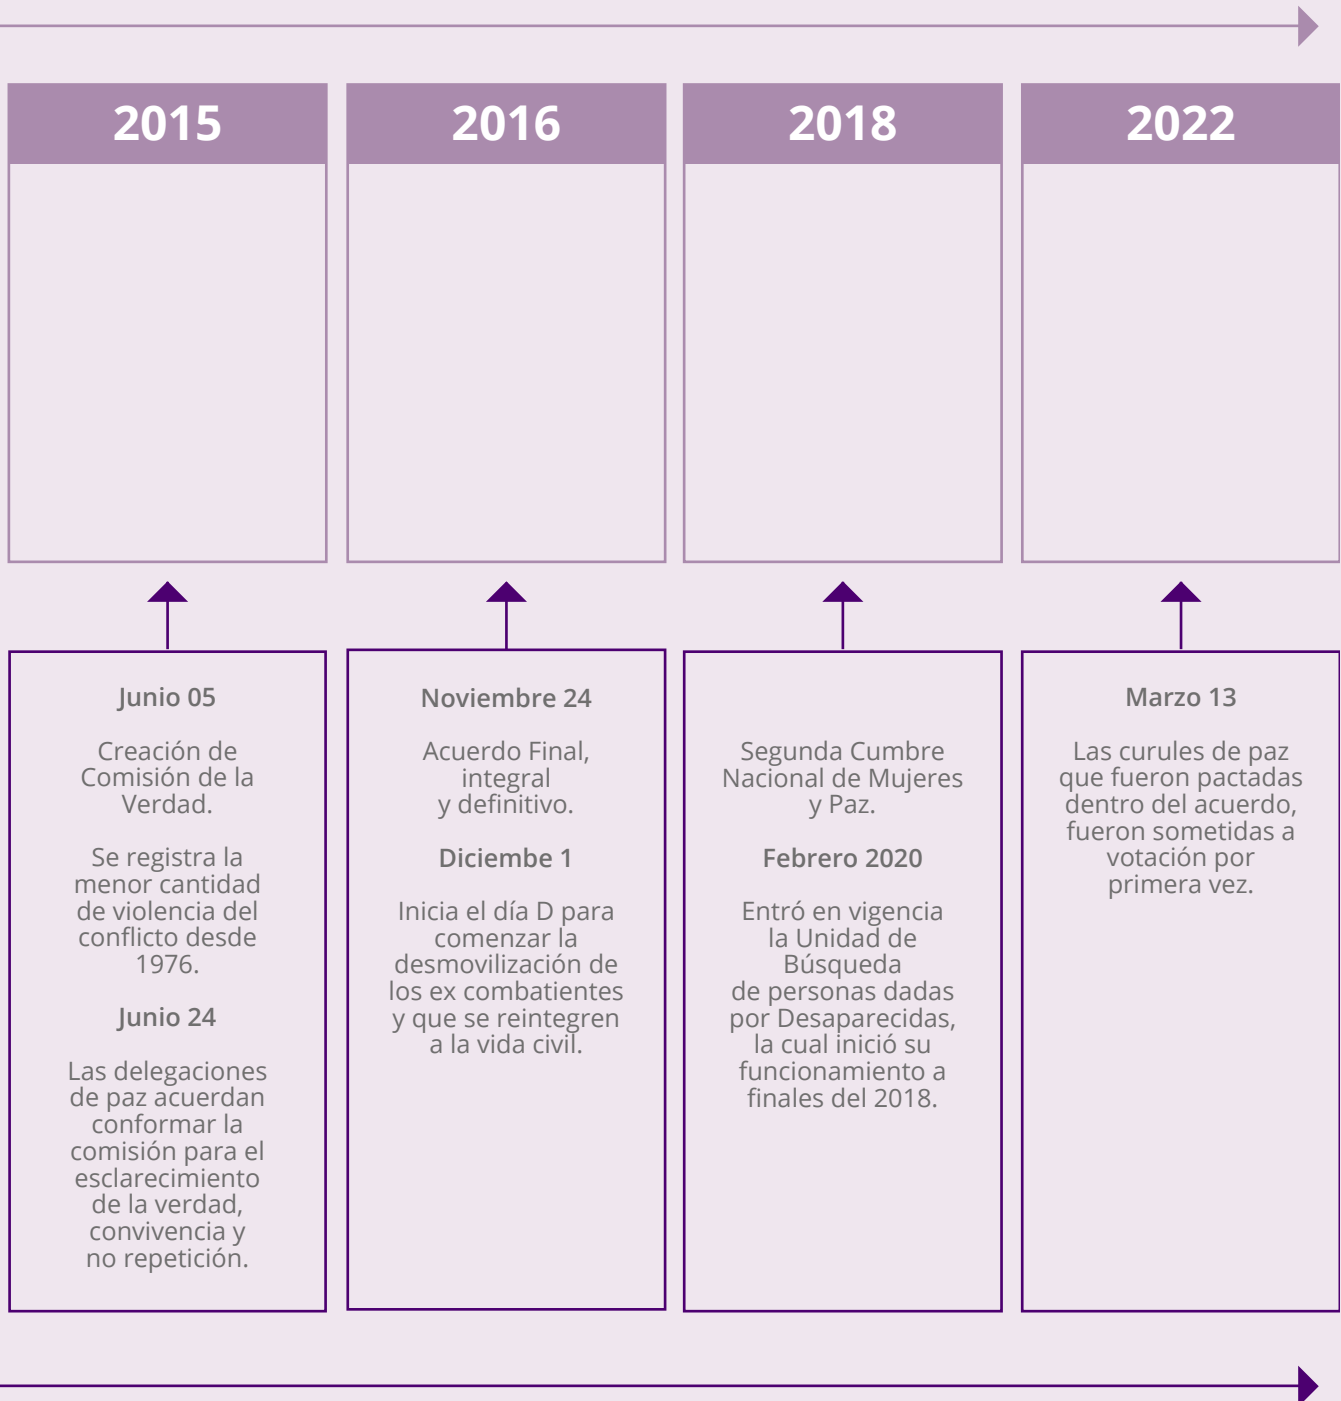 2015
2016
2018
2022
Junio 05
Creación de
Comisión de la
Verdad.
Se registra la
menor cantidad
de violencia del
conflicto desde
1976.
Junio 24
Las delegaciones
de paz acuerdan
conformar la
comisión para el
esclarecimiento
de la verdad,
convivencia y
no repetición.
Noviembre 24
Acuerdo Final,
integral
y definitivo.
Diciembe 1
Inicia el día D para
comenzar la
desmovilización de
los ex combatientes
y que se reintegren
a la vida civil.
Segunda Cumbre
Nacional de Mujeres
y Paz.
Febrero 2020
Entró en vigencia
la Unidad de
Búsqueda
de personas dadas
por Desaparecidas,
la cual inició su
funcionamiento a
finales del 2018.
Marzo 13
Las curules de paz
que fueron pactadas
dentro del acuerdo,
fueron sometidas a
votación por
primera vez.